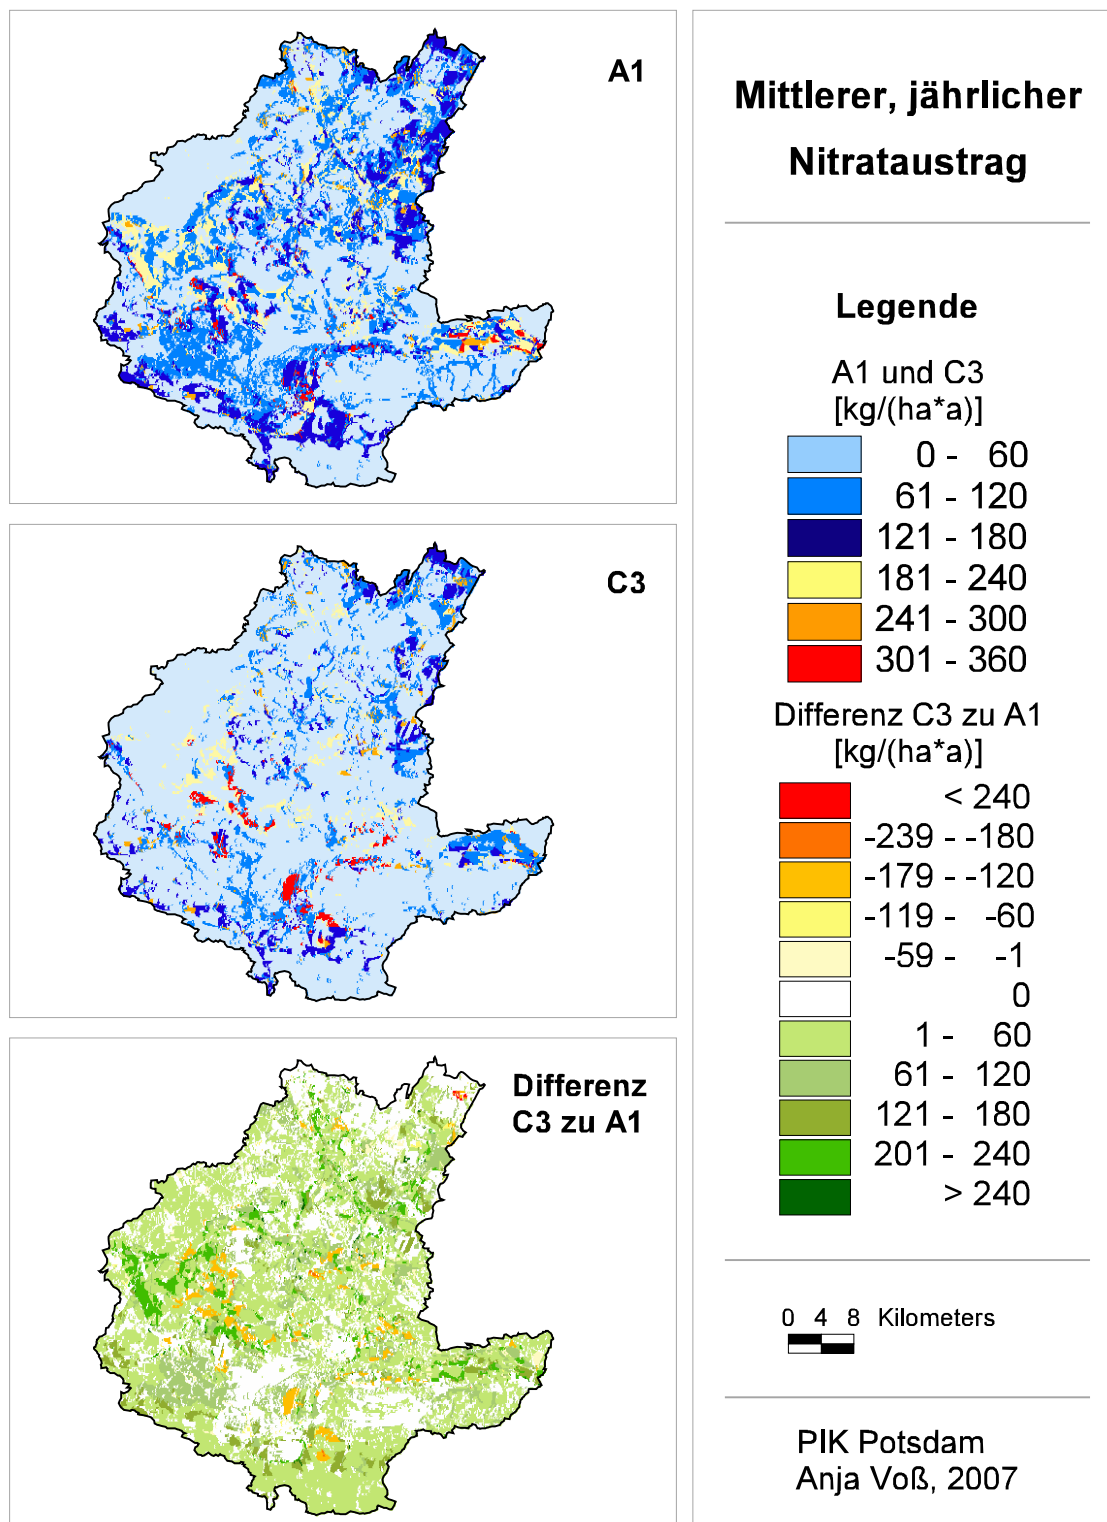 A1
C3
Differenz
C3 zu A1
Mittlerer, jährlicher
Nitrataustrag
Legende
A1 und C3
[kg/(ha*a)]
0 - 60
61 - 120
121 - 180
181 - 240
241 - 300
301 - 360
Differenz C3 zu A1
[kg/(ha*a)]
< 240
-239 - -180
-179 - -120
-119 - -60
-59 - -1
0
1 - 60
61 - 120
121 - 180
201 - 240
> 240
0 4 8 Kilometers
PIK Potsdam
Anja Voß, 2007